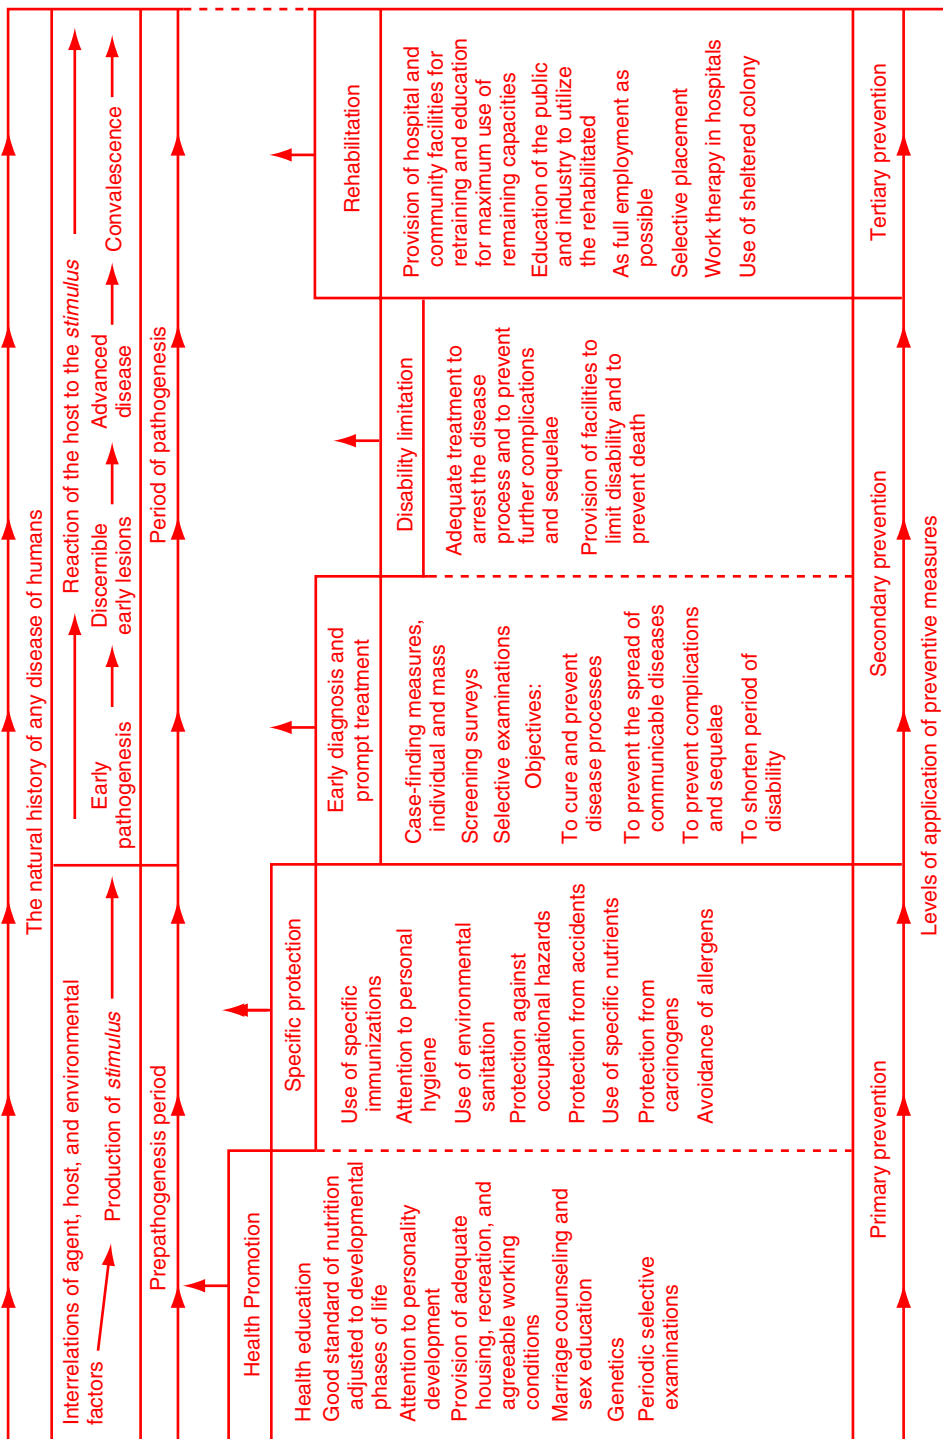 The natural history of any disease of humans
Interrelations of agent, host, and environmental
factors
Production of stimulus
Reaction of the host to the stimulus
Early
pathogenesis
Discernible
early lesions
Advanced
disease
Convalescence
Prepathogenesis period
Period of pathogenesis
Health Promotion
Health education
Good standard of nutrition
adjusted to developmental
phases of life
Attention to personality
development
Provision of adequate
housing, recreation, and
agreeable working
conditions
Marriage counseling and
sex education
Genetics
Periodic selective
examinations
Specific protection
Use of specific
immunizations
Attention to personal
hygiene
Use of environmental
sanitation
Protection against
occupational hazards
Protection from accidents
Use of specific nutrients
Protection from
carcinogens
Avoidance of allergens
Early diagnosis and
prompt treatment
Case-finding measures,
individual and mass
Screening surveys
Selective examinations
Objectives:
To cure and prevent
disease processes
To prevent the spread of
communicable diseases
To prevent complications
and sequelae
To shorten period of
disability
Disability limitation
Adequate treatment to
arrest the disease
process and to prevent
further complications
and sequelae
Provision of facilities to
limit disability and to
prevent death
Rehabilitation
Provision of hospital and
community facilities for
retraining and education
for maximum use of
remaining capacities
Education of the public
and industry to utilize
the rehabilitated
As full employment as
possible
Selective placement
Work therapy in hospitals
Use of sheltered colony
Primary prevention
Secondary prevention
Tertiary prevention
Levels of application of preventive measures